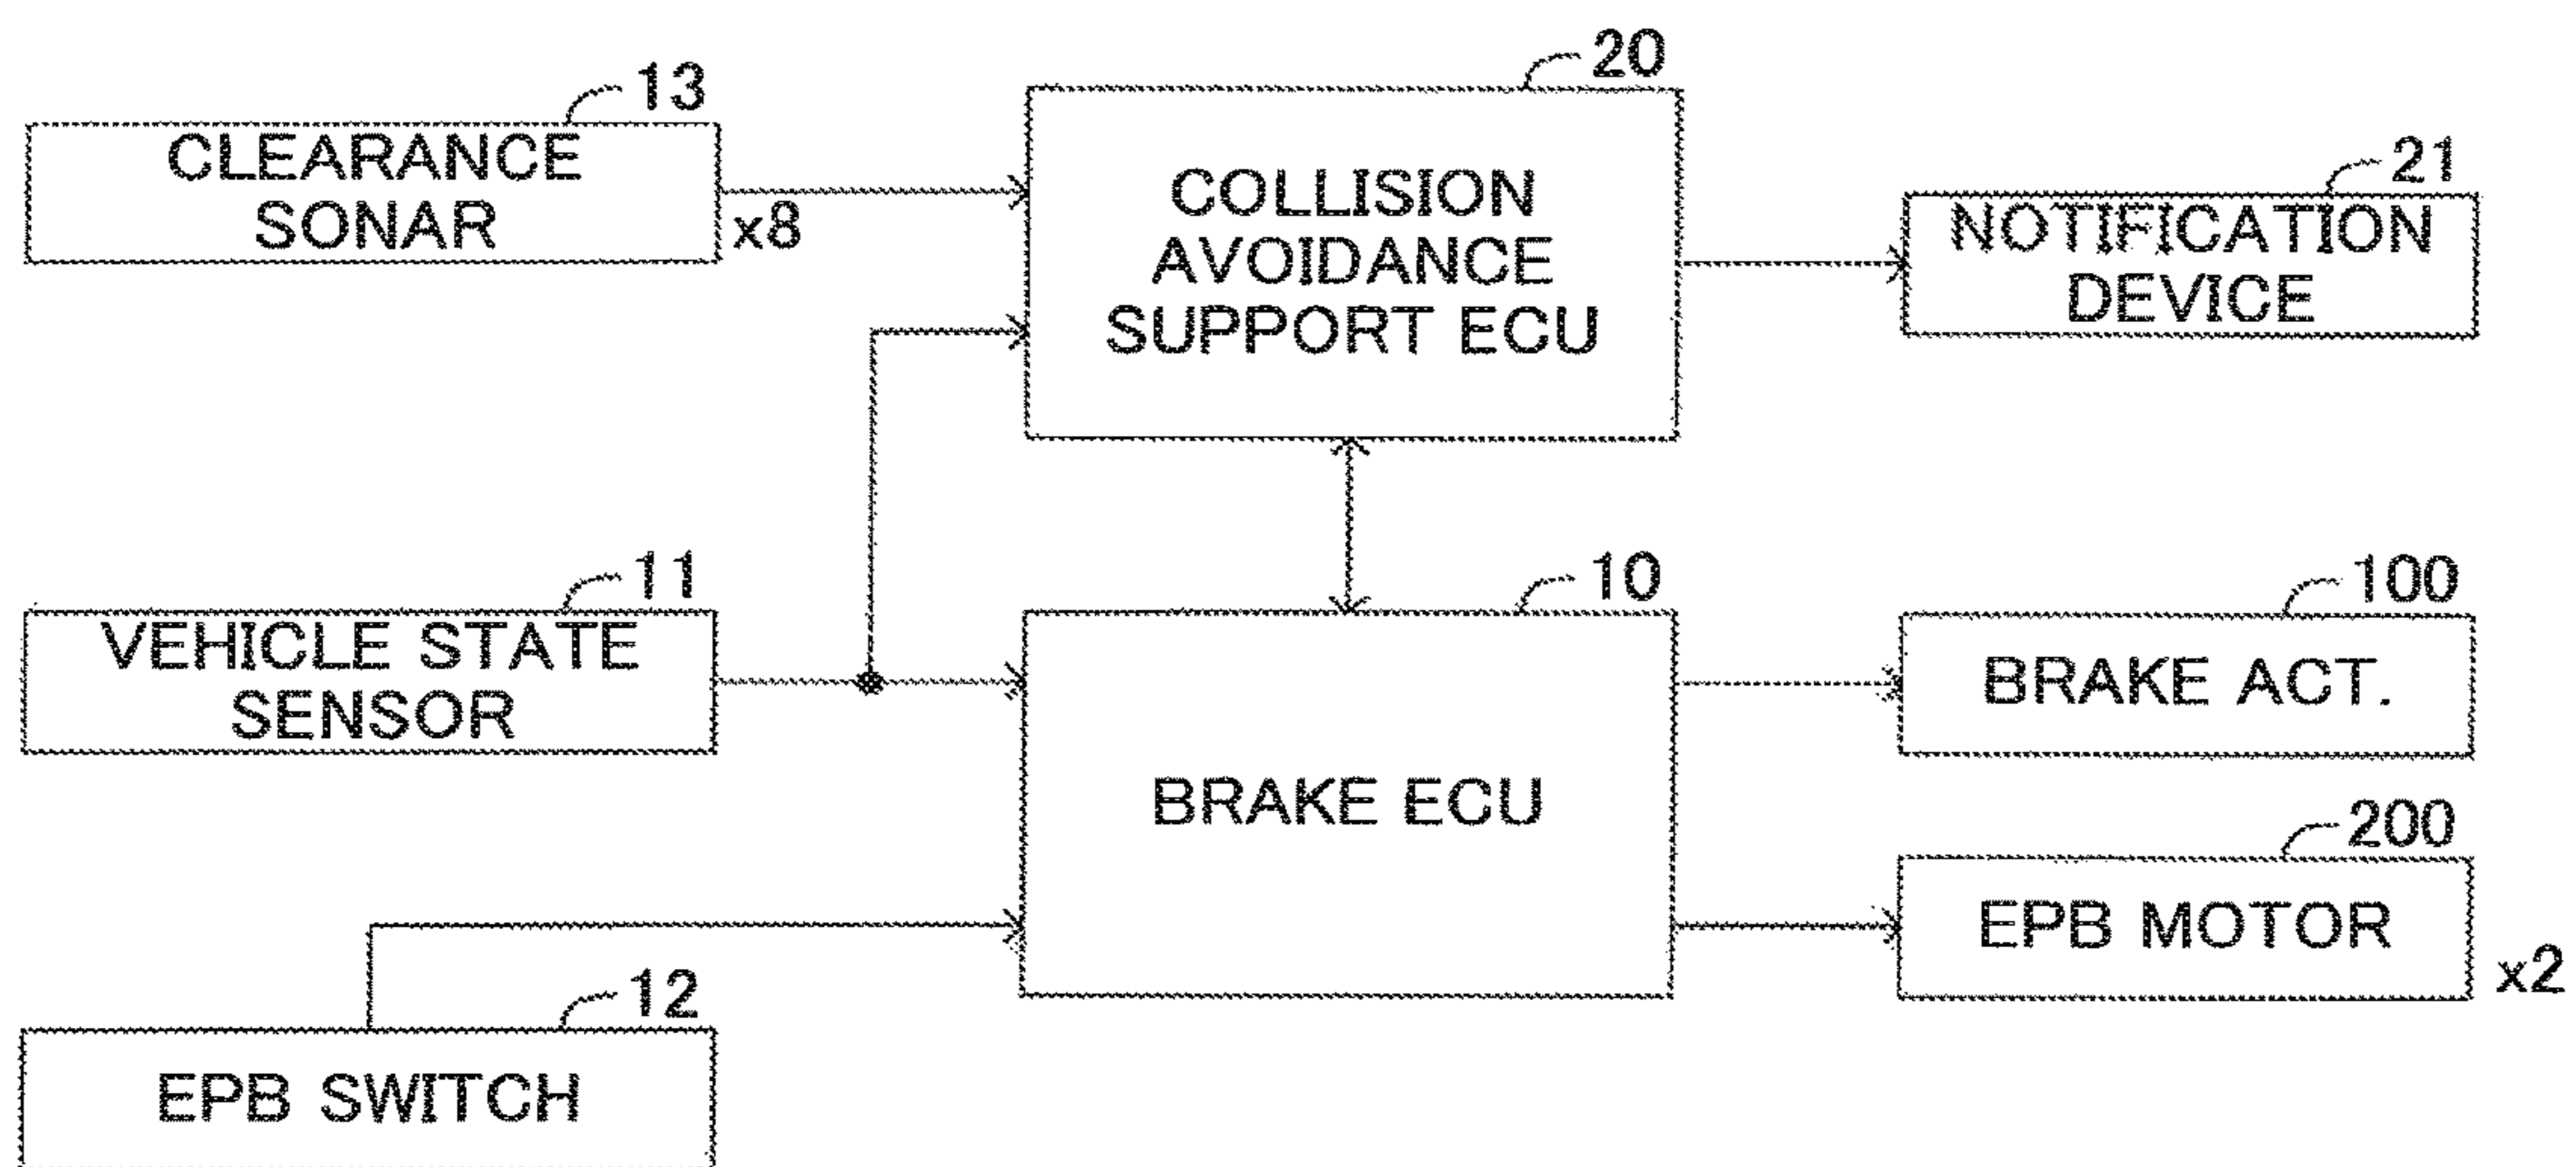 13
CLEARANCE
SONAR
x8
20
COLLISION
AVOIDANCE
SUPPORT ECU
21
NOTIFICATION
DEVICE
11
VEHICLE STATE
SENSOR
10
BRAKE ECU
100
BRAKE ACT.
200
EPB MOTOR
x2
12
EPB SWITCH